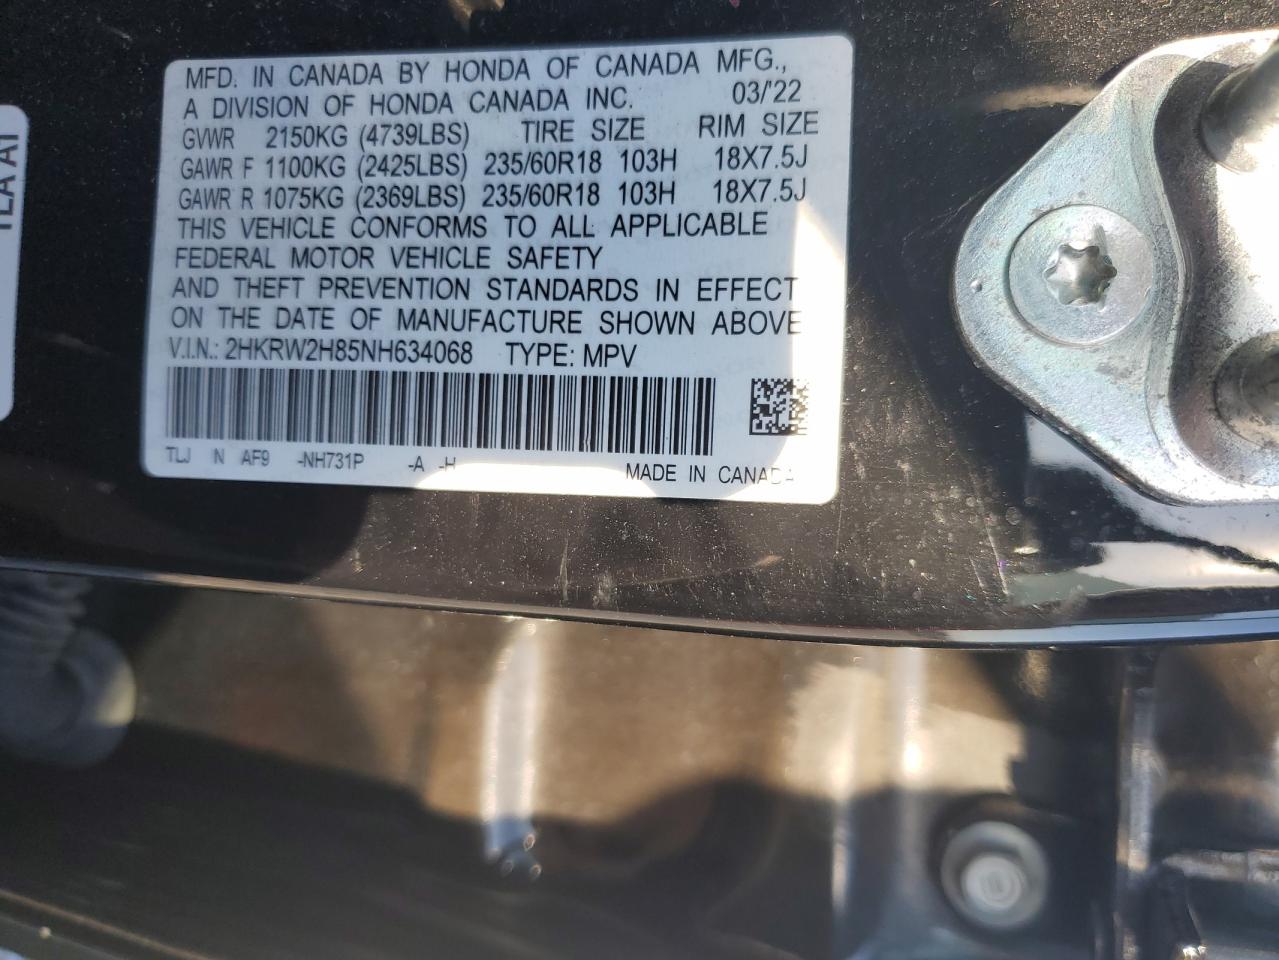 MFD. IN CANADA BY HONDA OF CANADA MFG.,
A DIVISION OF HONDA CANADA INC. 03/'22
GVWR 2150KG (4739LBS) TIRE SIZE RIM SIZE
GAWR F 1100KG (2425LBS) 235/60R18 103H 18X7.5J
GAWR R 1075KG (2369LBS) 235/60R18 103H 18X7.5J
THIS VEHICLE CONFORMS TO ALL APPLICABLE
FEDERAL MOTOR VEHICLE SAFETY
AND THEFT PREVENTION STANDARDS IN EFFECT
ON THE DATE OF MANUFACTURE SHOWN ABOVE
V.I.N.: 2HKRW2H85NH634068 TYPE: MPV
TLJ N AF9 -NH731P -A -H
MADE IN CANADA